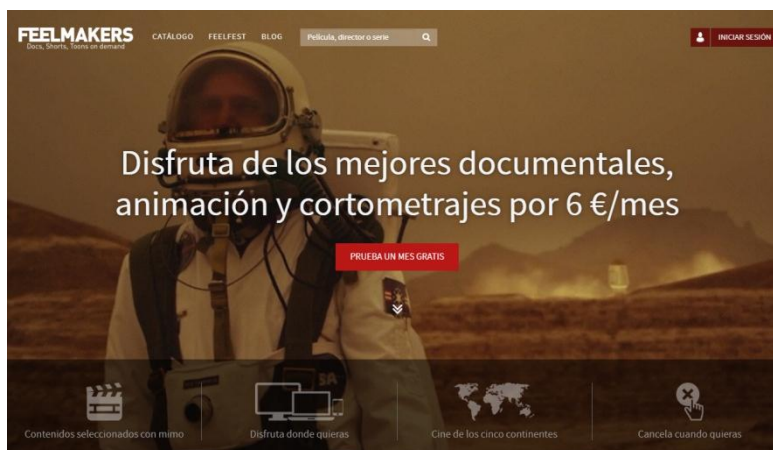 FEELMAKERS
Docs, Shorts, Toons on demand
CATÁLOGO FEELFEST BLOG
Película, director o serie
INICIAR SESIÓN
Disfruta de los mejores documentales,
animación y cortometrajes por 6 €/mes
PRUEBA UN MES GRATIS
SA
Contenidos seleccionados con mimo
Disfruta donde quieras
Cine de los cinco continentes
Cancela cuando quieras